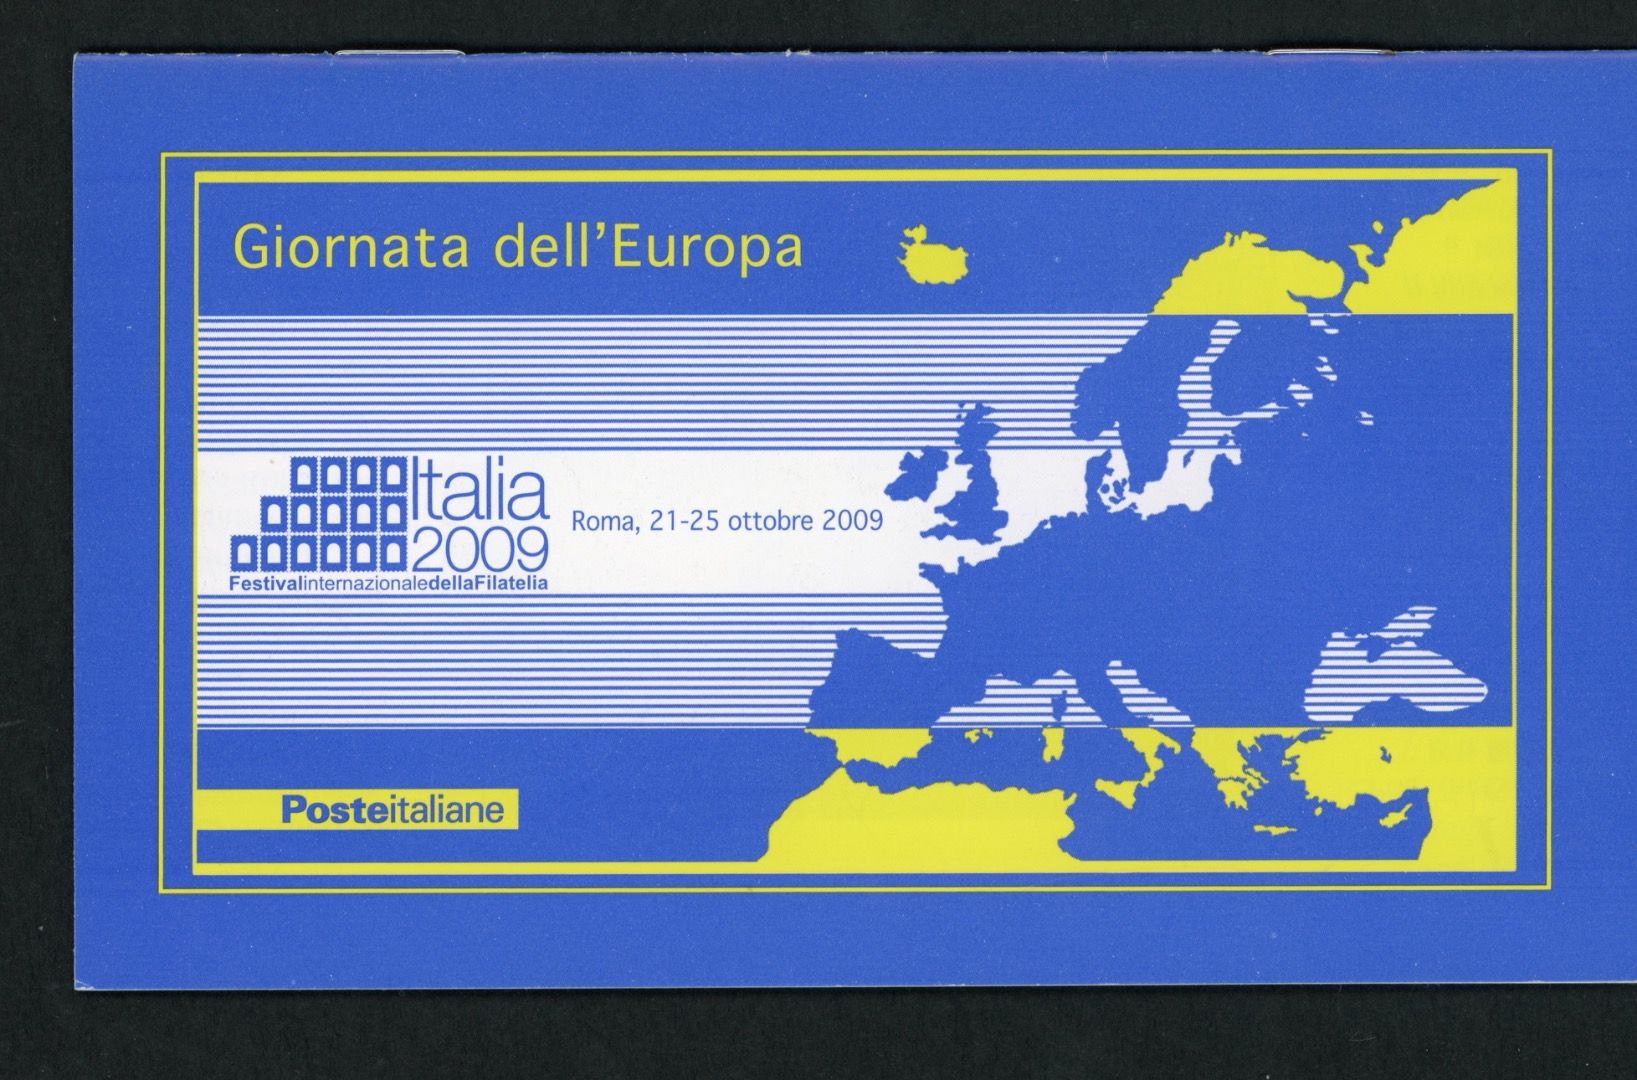 Giornata dell'Europa
Italia
2009
FestivalinternazionaledellaFilatelia
Roma, 21-25 ottobre 2009
Posteitaliane